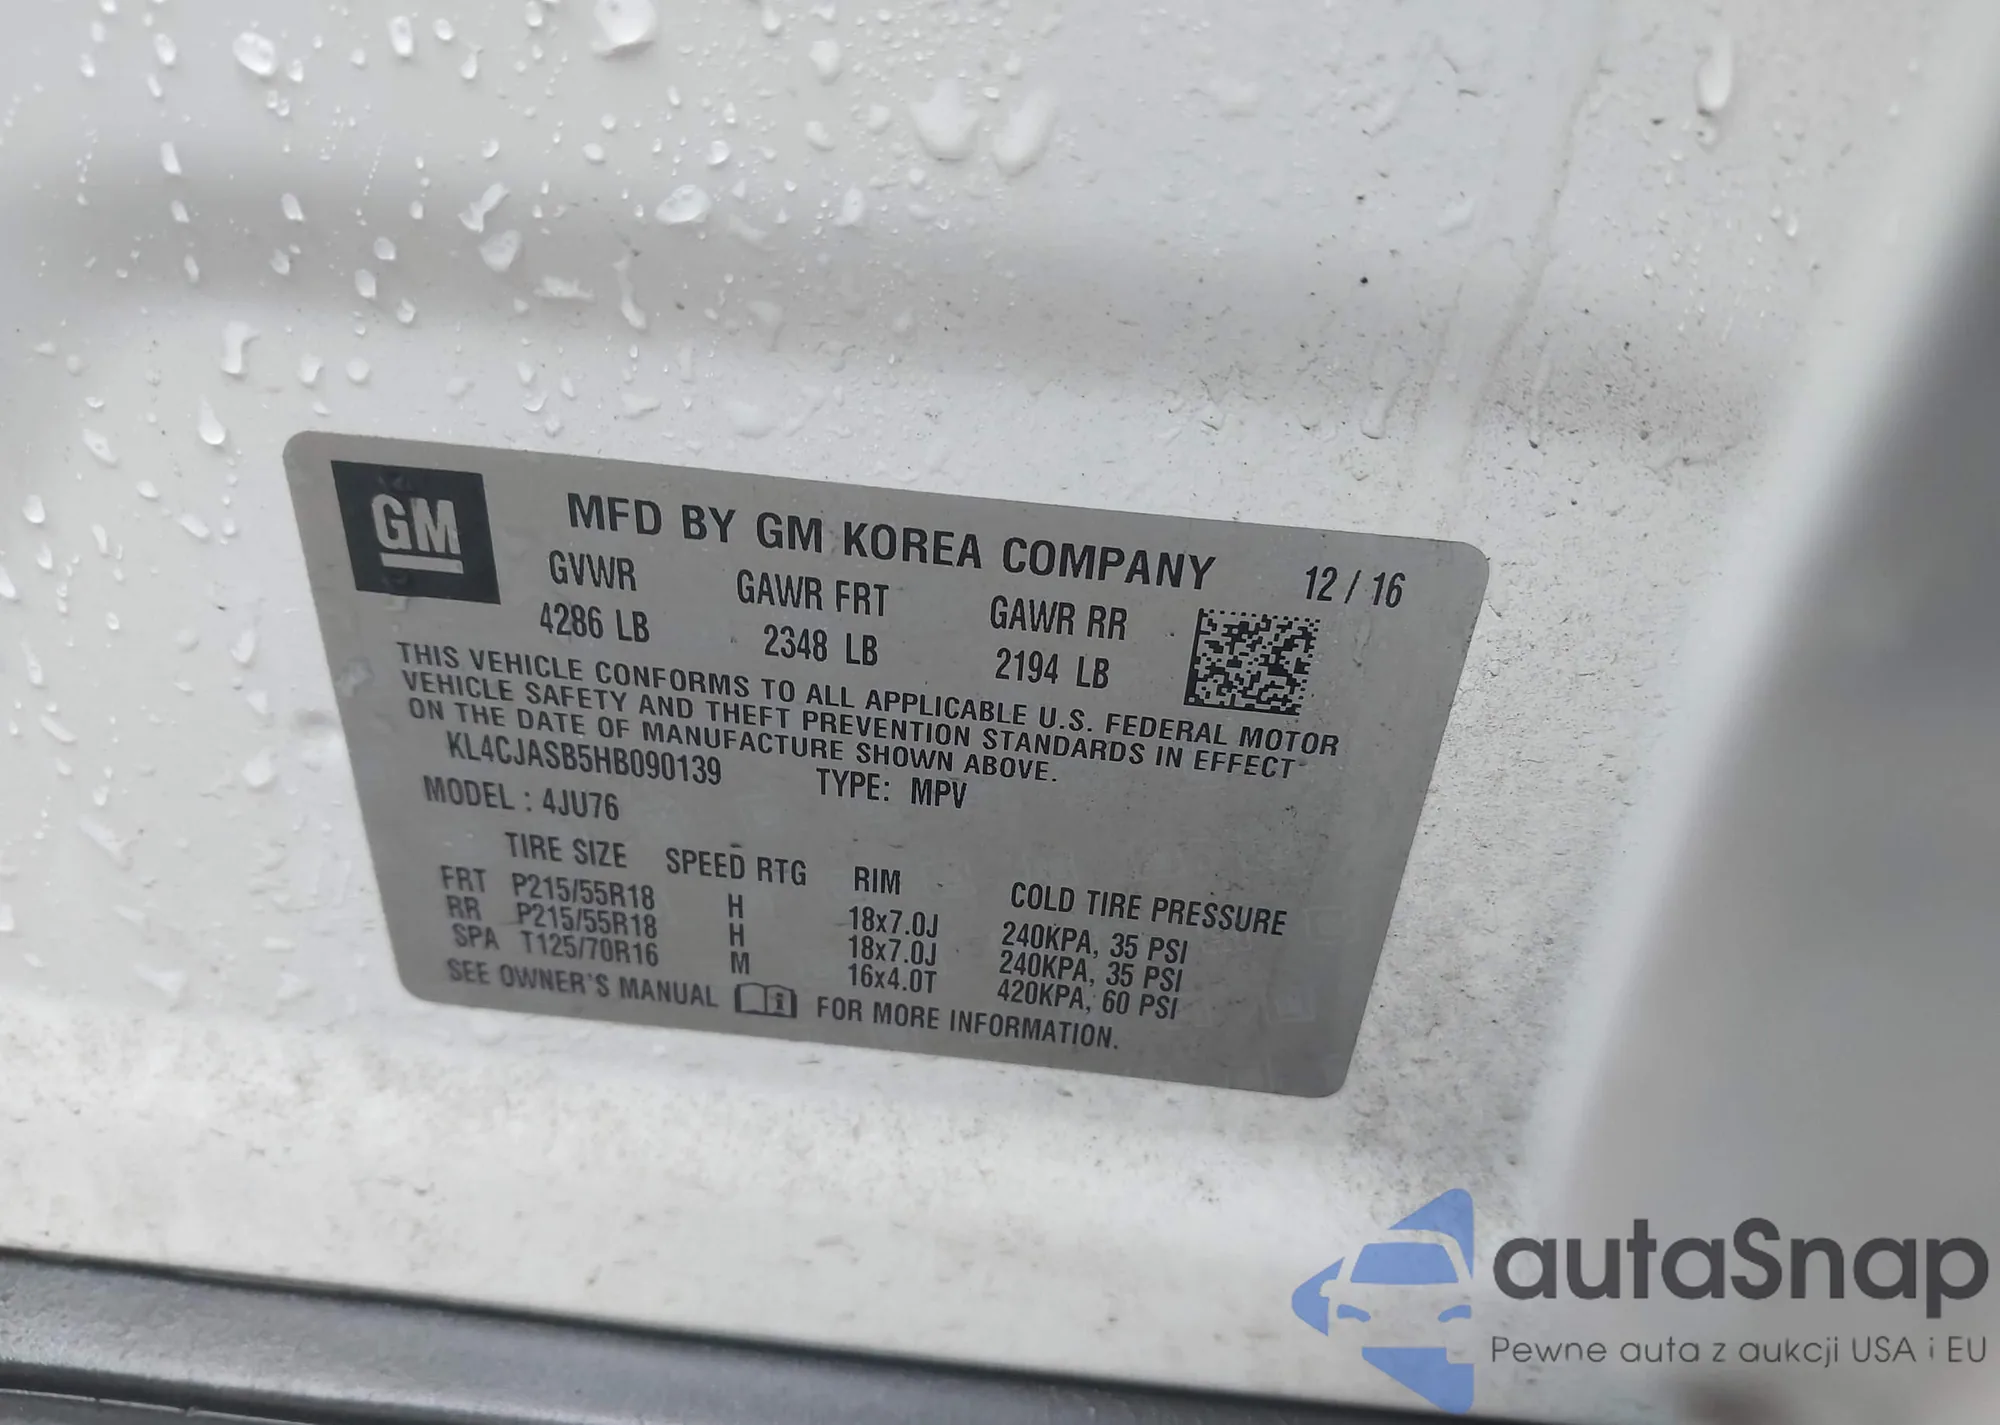 GM
MFD BY GM KOREA COMPANY
12 / 16
GVWR GAWR FRT GAWR RR
4286 LB 2348 LB 2194 LB
THIS VEHICLE CONFORMS TO ALL APPLICABLE U.S. FEDERAL MOTOR
VEHICLE SAFETY AND THEFT PREVENTION STANDARDS IN EFFECT
ON THE DATE OF MANUFACTURE SHOWN ABOVE.
KL4CJASB5HB090139 TYPE: MPV
MODEL : 4JU76
TIRE SIZE SPEED RTG RIM COLD TIRE PRESSURE
FRT P215/55R18 H 18x7.0J 240KPA, 35 PSI
RR P215/55R18 H 18x7.0J 240KPA, 35 PSI
SPA T125/70R16 M 16x4.0T 420KPA, 60 PSI
SEE OWNER'S MANUAL i FOR MORE INFORMATION.
autaSnap
Pewne auta z aukcji USA i EU